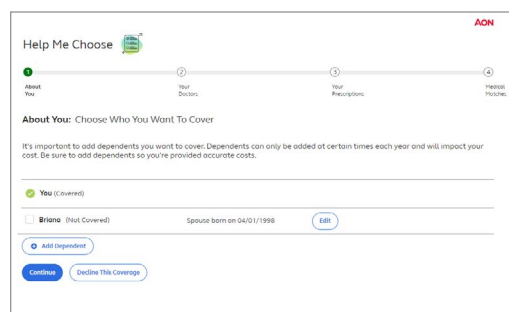 AON
Help Me Choose
1
2
3
4
About
You
Your
Doctors
Your
Prescriptions
Medical
Matches
About You: Choose Who You Want To Cover
It's important to add dependents you want to cover. Dependents can only be added at certain times each year and will impact your
cost. Be sure to add dependents so you're provided accurate costs.
You (Covered)
Briana (Not Covered) Spouse born on 04/01/1998 Edit
Add Dependent
Continue Decline This Coverage